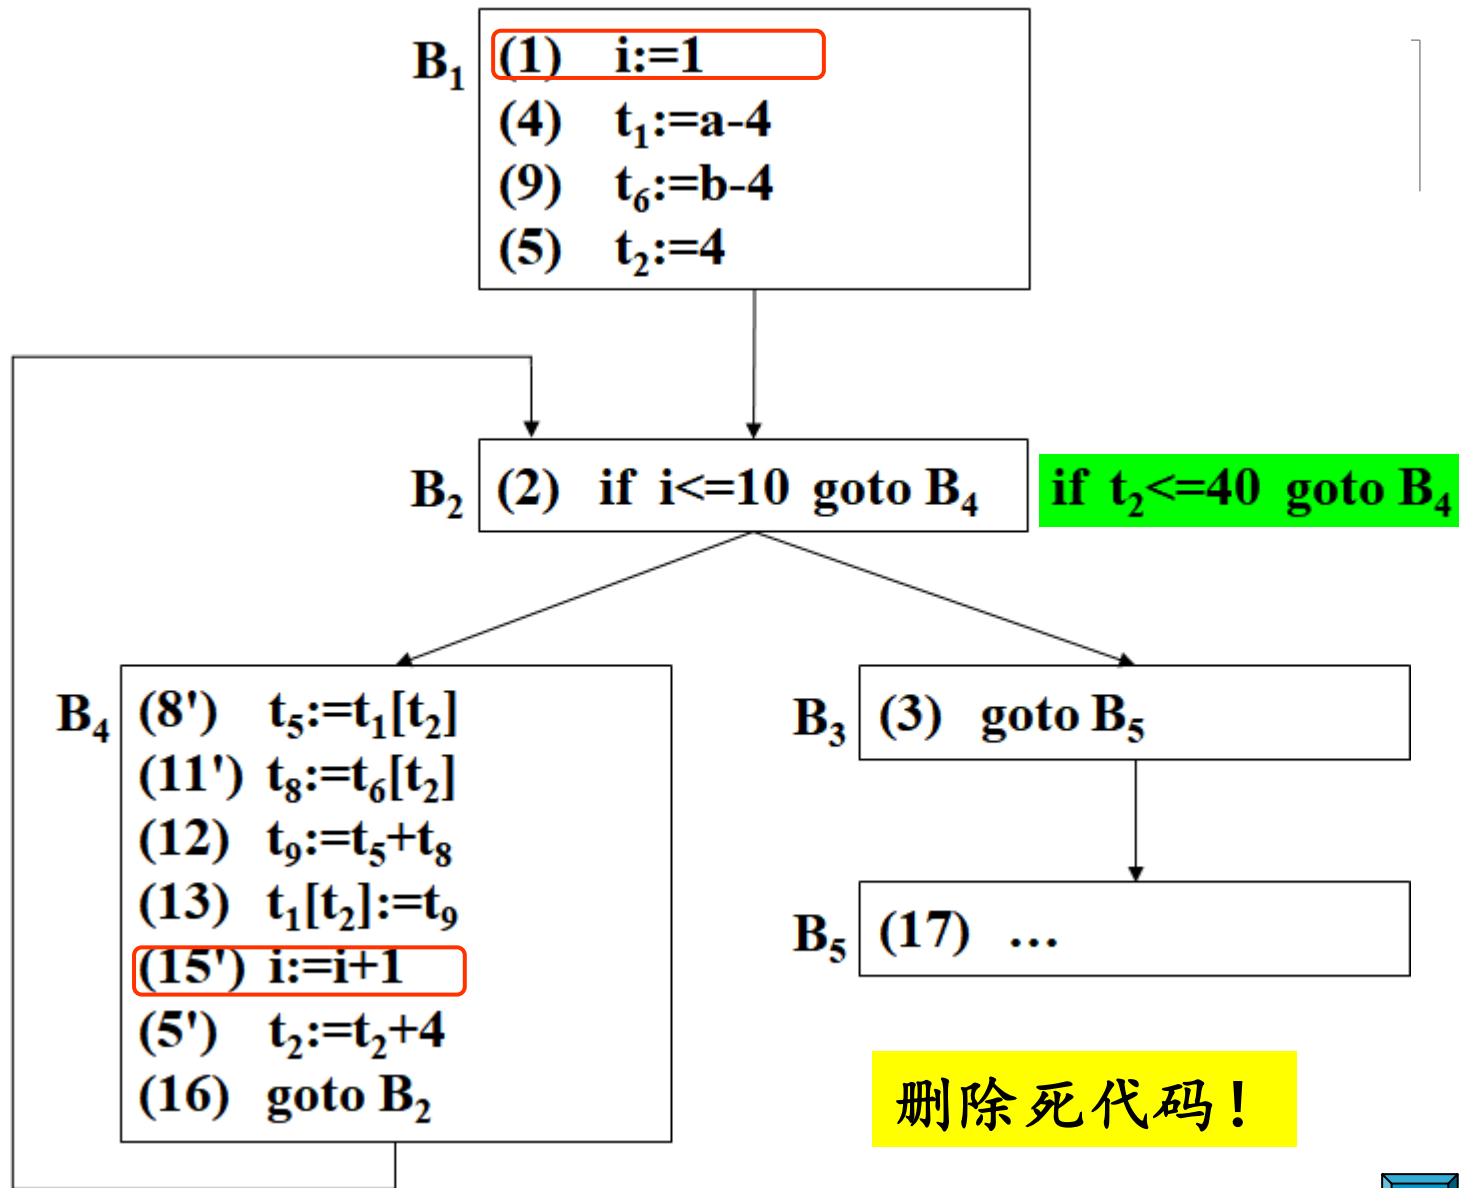 B₁
(1) i:=1
(4) t₁:=a-4
(9) t₆:=b-4
(5) t₂:=4
B₂ (2) if i<=10 goto B₄ if t₂<=40 goto B₄
B₄
(8') t₅:=t₁[t₂]
(11') t₈:=t₆[t₂]
(12) t₉:=t₅+t₈
(13) t₁[t₂]:=t₉
(15') i:=i+1
(5') t₂:=t₂+4
(16) goto B₂
B₃ (3) goto B₅
B₅ (17) …
删除死代码！